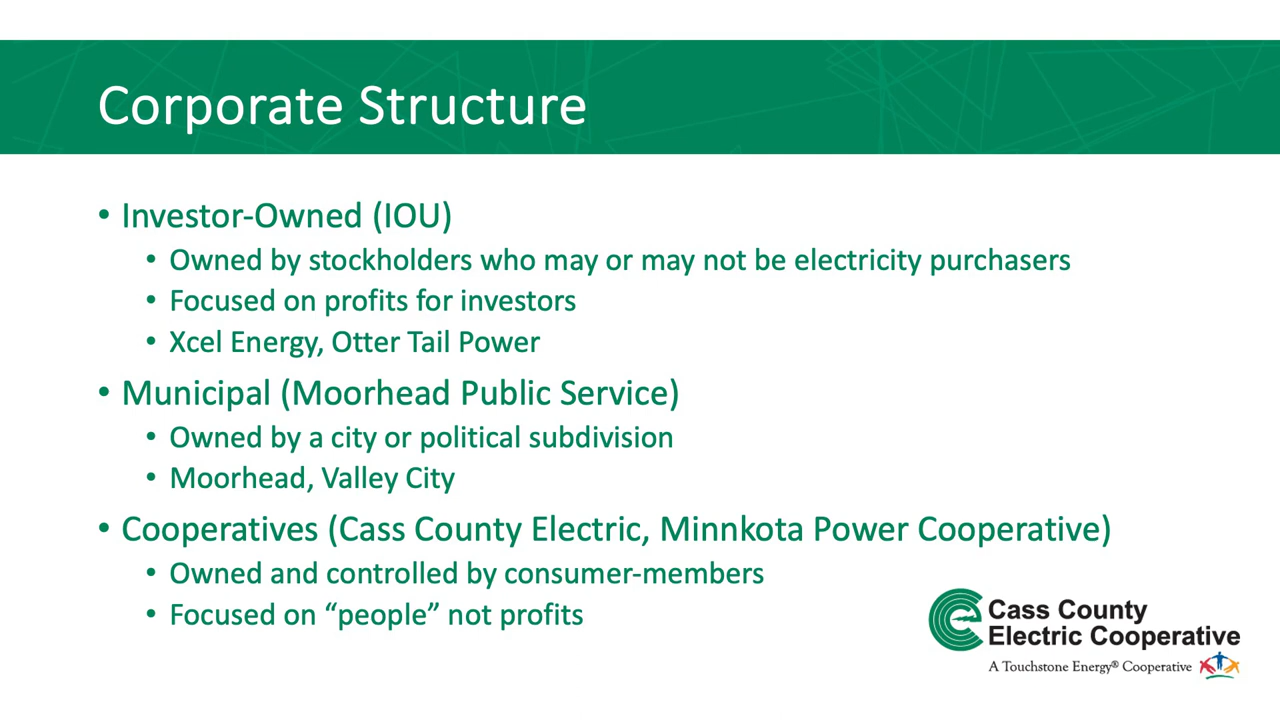 Corporate Structure
• Investor-Owned (IOU)
• Owned by stockholders who may or may not be electricity purchasers
• Focused on profits for investors
• Xcel Energy, Otter Tail Power
• Municipal (Moorhead Public Service)
• Owned by a city or political subdivision
• Moorhead, Valley City
• Cooperatives (Cass County Electric, Minnkota Power Cooperative)
• Owned and controlled by consumer-members
• Focused on “people” not profits
Cass County
Electric Cooperative
A Touchstone Energy® Cooperative